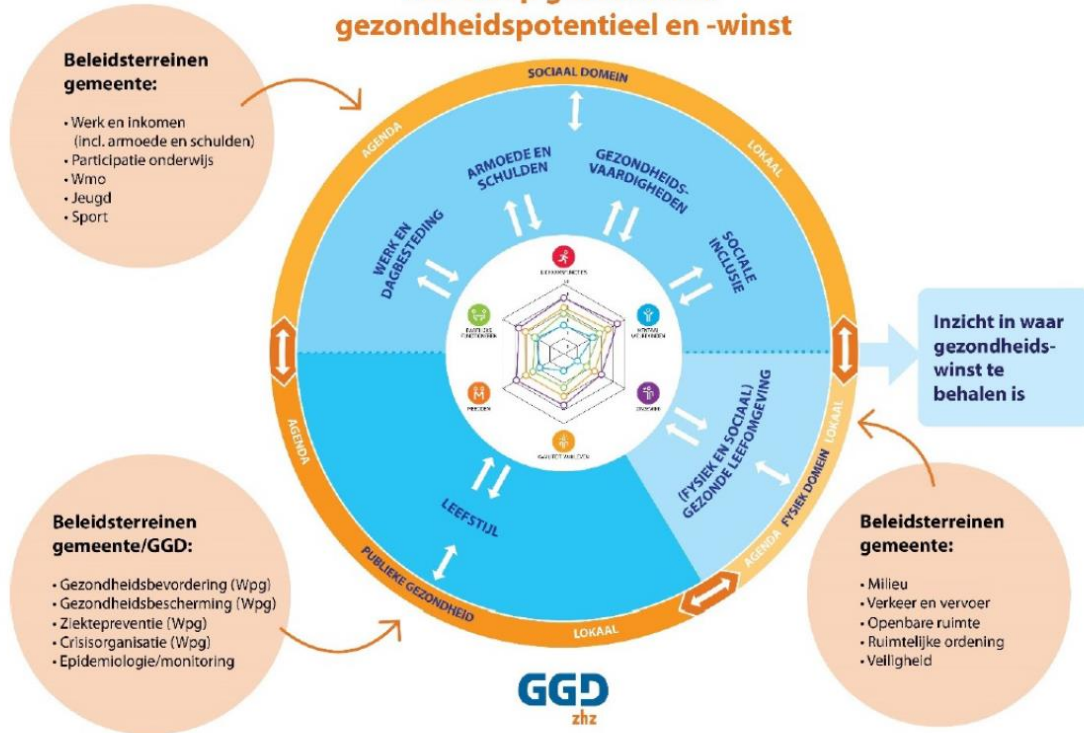 gezondheidspotentieel en -winst
Beleidsterreinen
gemeente:
• Werk en inkomen
(incl. armoede en schulden)
• Participatie onderwijs
• Wmo
• Jeugd
• Sport
AGENDA
SOCIAAL DOMEIN
LOKAAL
WERK EN
DAGBESTEDING
ARMOEDE EN
SCHULDEN
GEZONDHEIDS-
VAARDIGHEDEN
SOCIALE
INCLUSIE
MEEDOEN
Inzicht in waar
gezondheids-
winst te
behalen is
(FYSIEK EN SOCIAAL)
GEZONDE LEEFOMGEVING
AGENDA
FYSIEK DOMEIN
LOKAAL
LEEFSTIJL
AGENDA
PUBLIEKE GEZONDHEID
LOKAAL
Beleidsterreinen
gemeente/GGD:
• Gezondheidsbevordering (Wpg)
• Gezondheidsbescherming (Wpg)
• Ziektepreventie (Wpg)
• Crisisorganisatie (Wpg)
• Epidemiologie/monitoring
Beleidsterreinen
gemeente:
• Milieu
• Verkeer en vervoer
• Openbare ruimte
• Ruimtelijke ordening
• Veiligheid
GGD
zhz